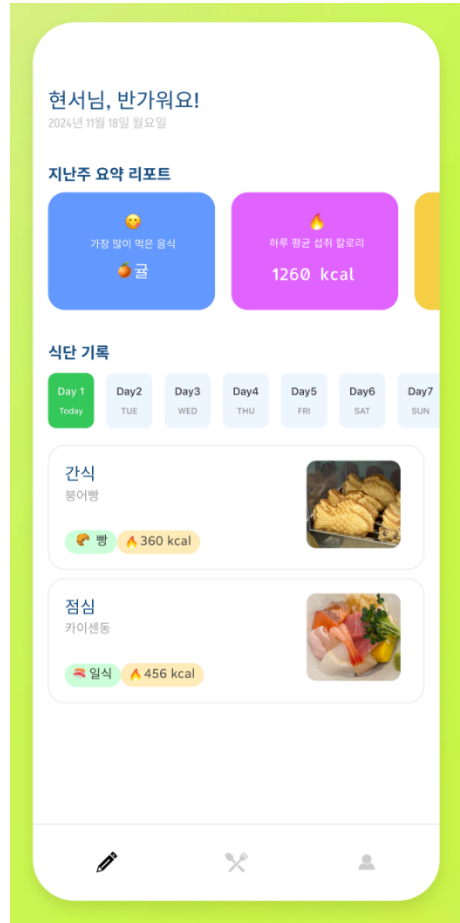 현서님, 반가워요!
2024년 11월 18일 월요일
지난주 요약 리포트
가장 많이 먹은 음식
귤
하루 평균 섭취 칼로리
1260 kcal
식단 기록
Day 1 Day2 Day3 Day4 Day5 Day6 Day7
Today TUE WED THU FRI SAT SUN
간식
붕어빵
빵 360 kcal
점심
카이센동
일식 456 kcal